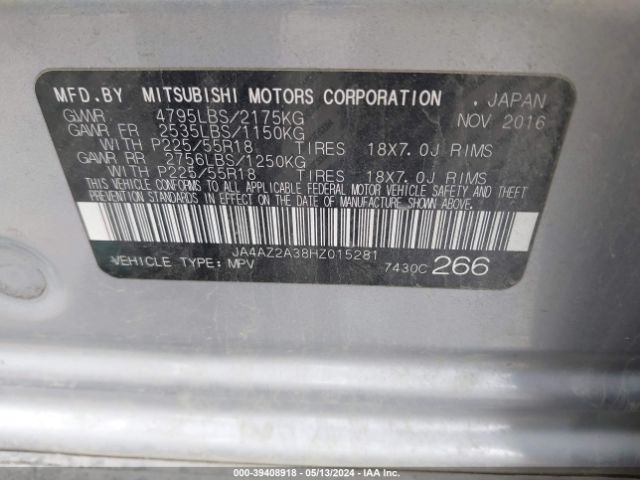 MFD.BY MITSUBISHI MOTORS CORPORATION . JAPAN
GVWR 4795LBS/2175KG NOV 2016
GAWR FR 2535LBS/1150KG
WITH P225/55R18 TIRES 18X7.0J RIMS
GAWR RR 2756LBS/1250KG
WITH P225/55R18 TIRES 18X7.0J RIMS
THIS VEHICLE CONFORMS TO ALL APPLICABLE FEDERAL MOTOR VEHICLE SAFETY AND THEFT
PREVENTION STANDARDS IN EFFECT ON THE DATE OF MANUFACTURE SHOWN ABOVE.
JA4AZ2A38HZ015281
VEHICLE TYPE: MPV 7430C 266
000-39408918 - 05/13/2024 - IAAI.COM